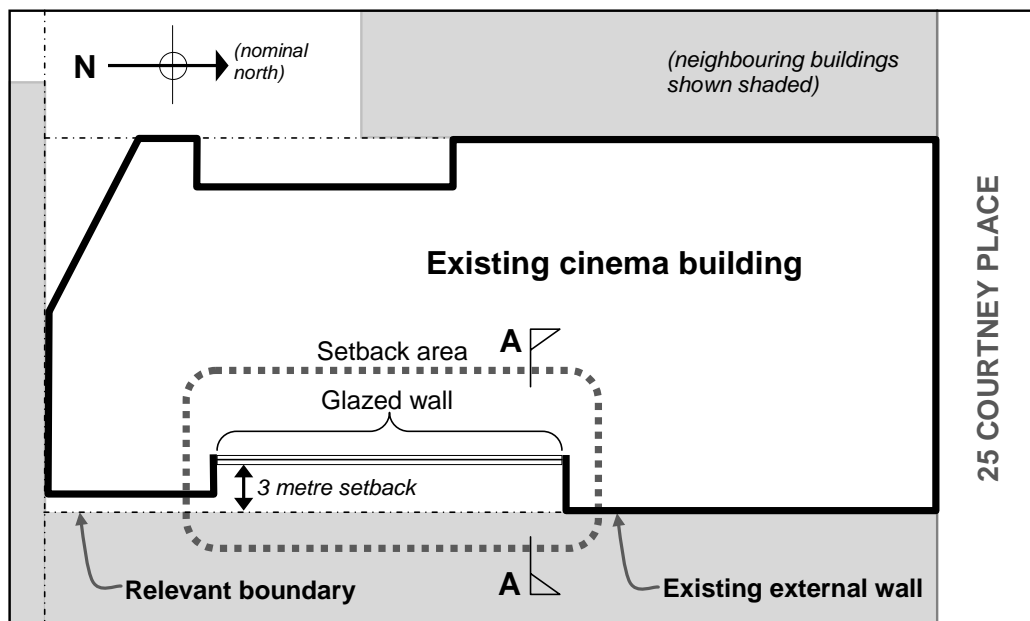 N
(nominal
north)
(neighbouring buildings
shown shaded)
Existing cinema building
25 COURTNEY PLACE
A
Setback area
Glazed wall
3 metre setback
A
Relevant boundary
Existing external wall